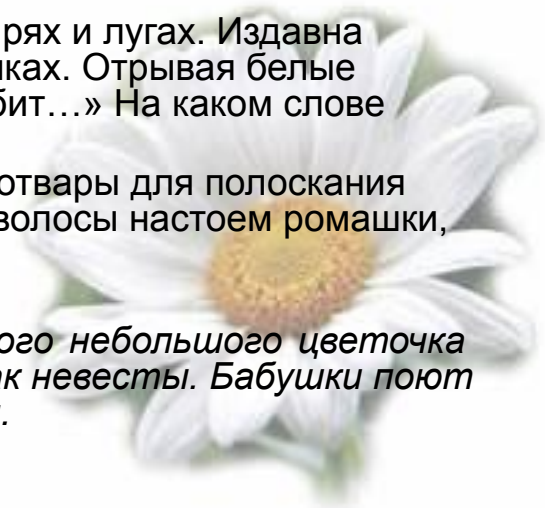 рях и лугах. Издавна
иках. Отрывая белые
бит…» На каком слове
отвары для полоскания
волосы настоем ромашки,
ого небольшого цветочка
ак невесты. Бабушки поют
.